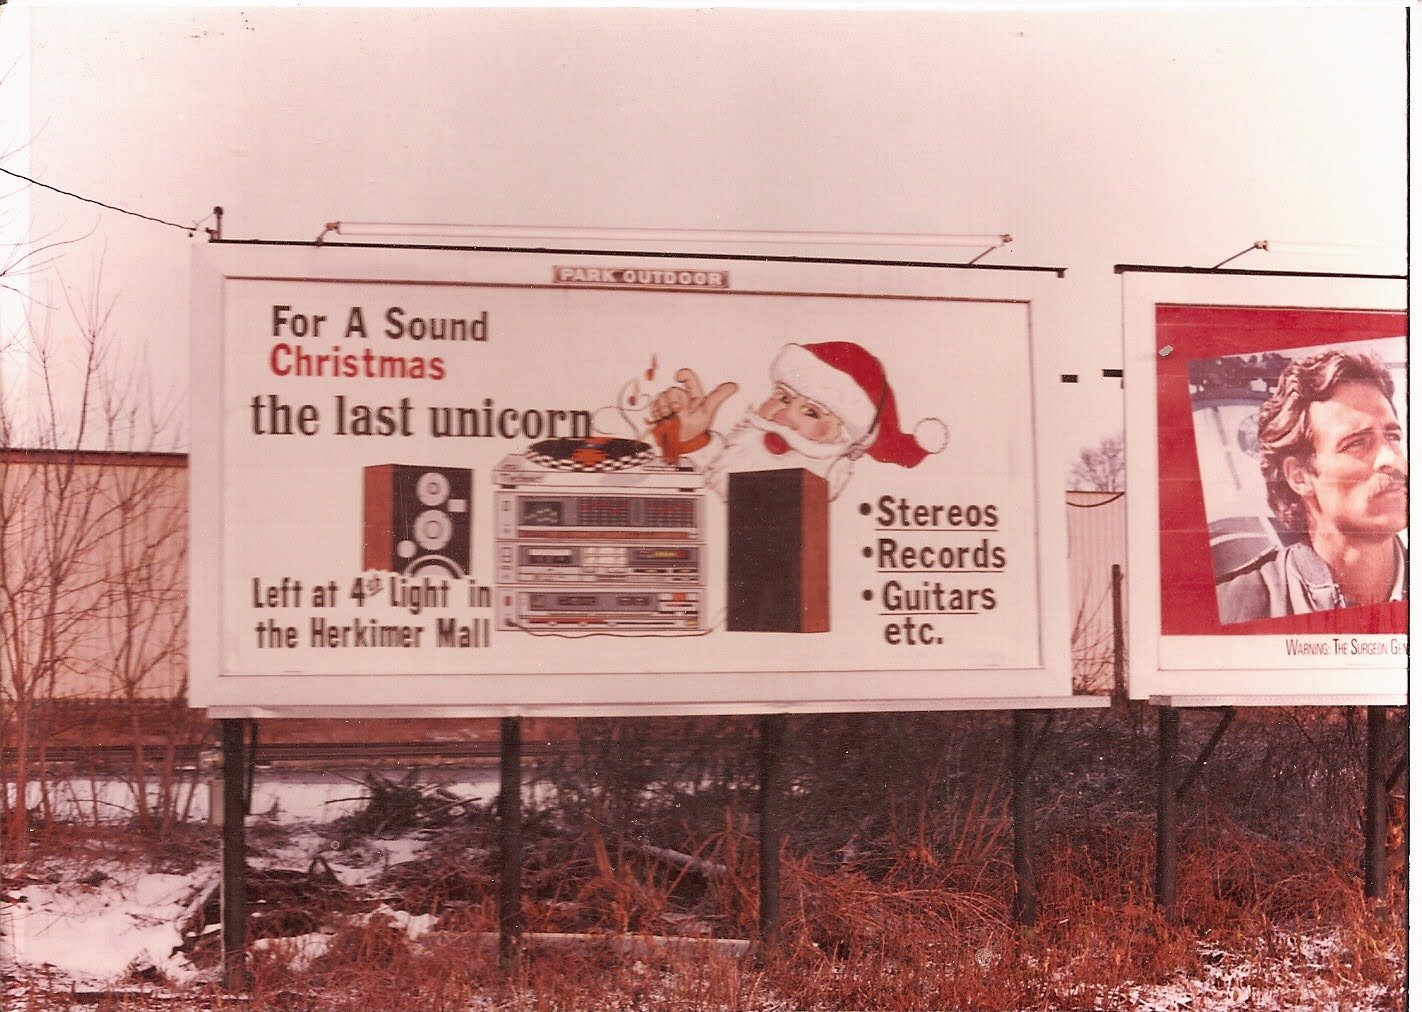 PARK OUTDOOR
For A Sound
Christmas
the last unicorn
Left at 4st Light in
the Herkimer Mall
• Stereos
• Records
• Guitars
etc.
WARNING: THE SURGEON GEN